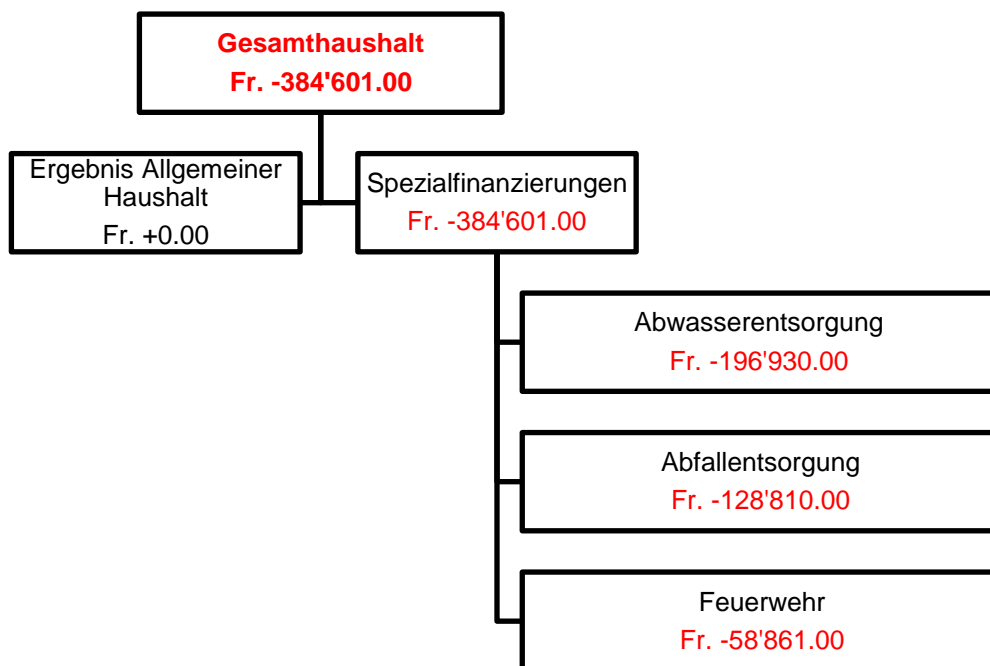 Gesamthaushalt
Fr. -384'601.00
Ergebnis Allgemeiner
Haushalt
Fr. +0.00
Spezialfinanzierungen
Fr. -384'601.00
Abwasserentsorgung
Fr. -196'930.00
Abfallentsorgung
Fr. -128'810.00
Feuerwehr
Fr. -58'861.00